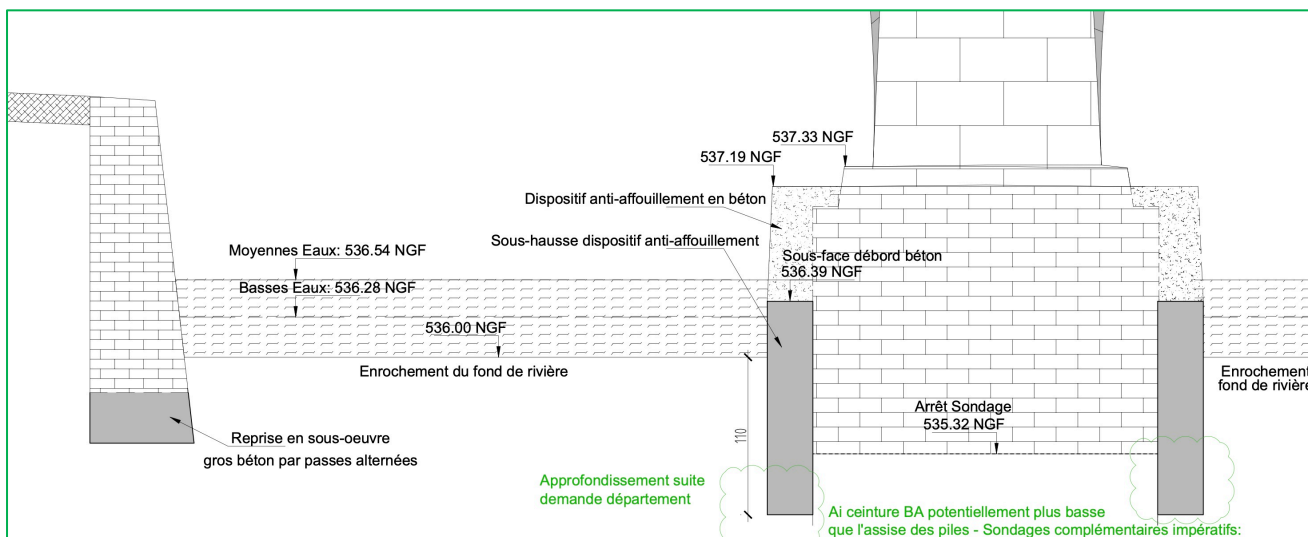 537.33 NGF
537.19 NGF
Dispositif anti-affouillement en béton
Sous-hausse dispositif anti-affouillement
Moyennes Eaux: 536.54 NGF
Sous-face débord béton
536.39 NGF
Basses Eaux: 536.28 NGF
536.00 NGF
Enrochement du fond de rivière
Enrochement
fond de rivière
Arrêt Sondage
535.32 NGF
Reprise en sous-oeuvre
gros béton par passes alternées
110
Approfondissement suite
demande département
Ai ceinture BA potentiellement plus basse
que l'assise des piles - Sondages complémentaires impératifs: